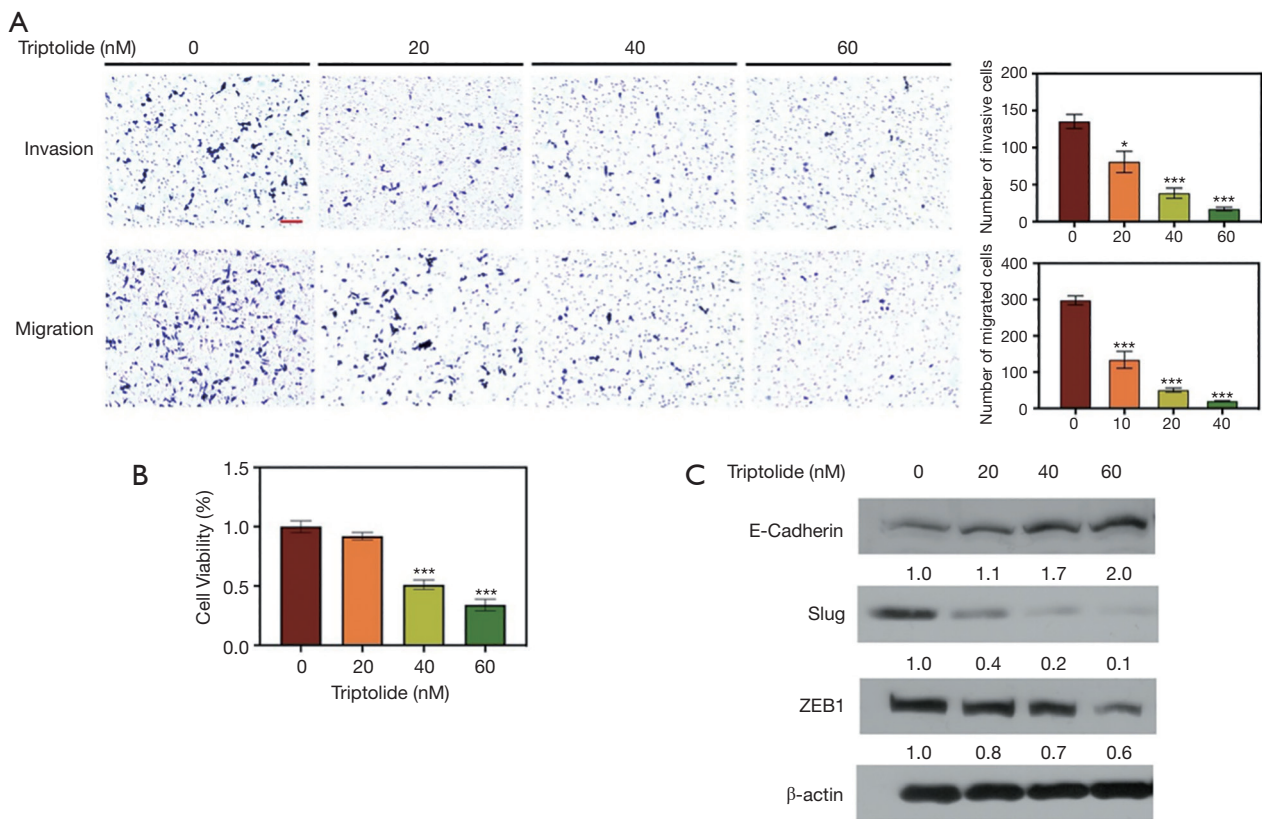 A
Triptolide (nM) 0 20 40 60
Invasion
Migration
Number of invasive cells
200
150
100
50
0
* *** ***
0 20 40 60
Number of migrated cells
400
300
200
100
0
*** *** ***
0 10 20 40
B
Cell Viability (%)
1.5
1.0
0.5
0.0
*** ***
0 20 40 60
Triptolide (nM)
C
Triptolide (nM) 0 20 40 60
E-Cadherin
1.0 1.1 1.7 2.0
Slug
1.0 0.4 0.2 0.1
ZEB1
1.0 0.8 0.7 0.6
β-actin